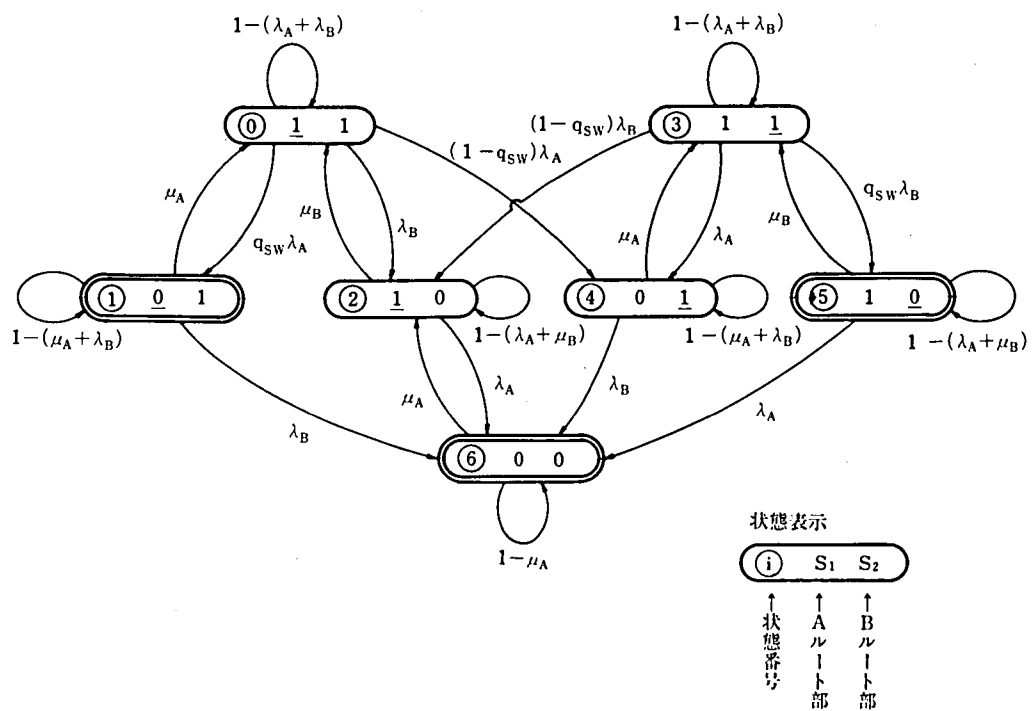 1-(λA+λB)
1-(λA+λB)
⓪ 1 1
(1-qSW)λB
③ 1 1
(1-qSW)λA
μA
μB
λB
μA
λA
μB
qSWλB
qSWλA
① 0 1
② 1 0
④ 0 1
⑤ 1 0
1-(μA+λB)
1-(λA+μB)
1-(μA+λB)
1-(λA+μB)
μA
λA
λB
λB
λA
⑥ 0 0
1-μA
状態表示
ⓘ S1 S2
状態番号
Aルート部
Bルート部